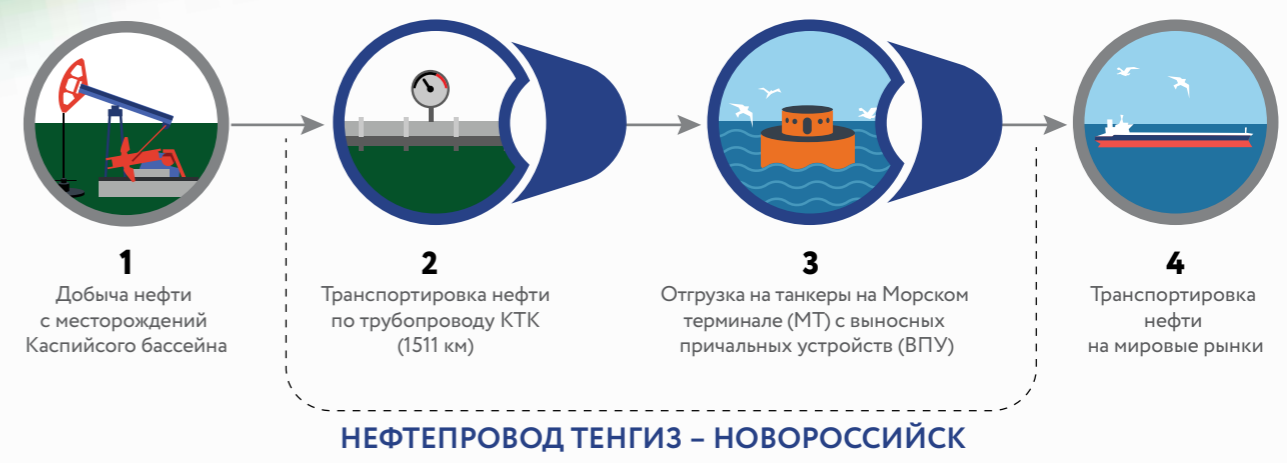 1
Добыча нефти
с месторождений
Каспийсого бассейна
2
Транспортировка нефти
по трубопроводу КТК
(1511 км)
3
Отгрузка на танкеры на Морском
терминале (МТ) с выносных
причальных устройств (ВПУ)
4
Транспортировка
нефти
на мировые рынки
НЕФТЕПРОВОД ТЕНГИЗ – НОВОРОССИЙСК